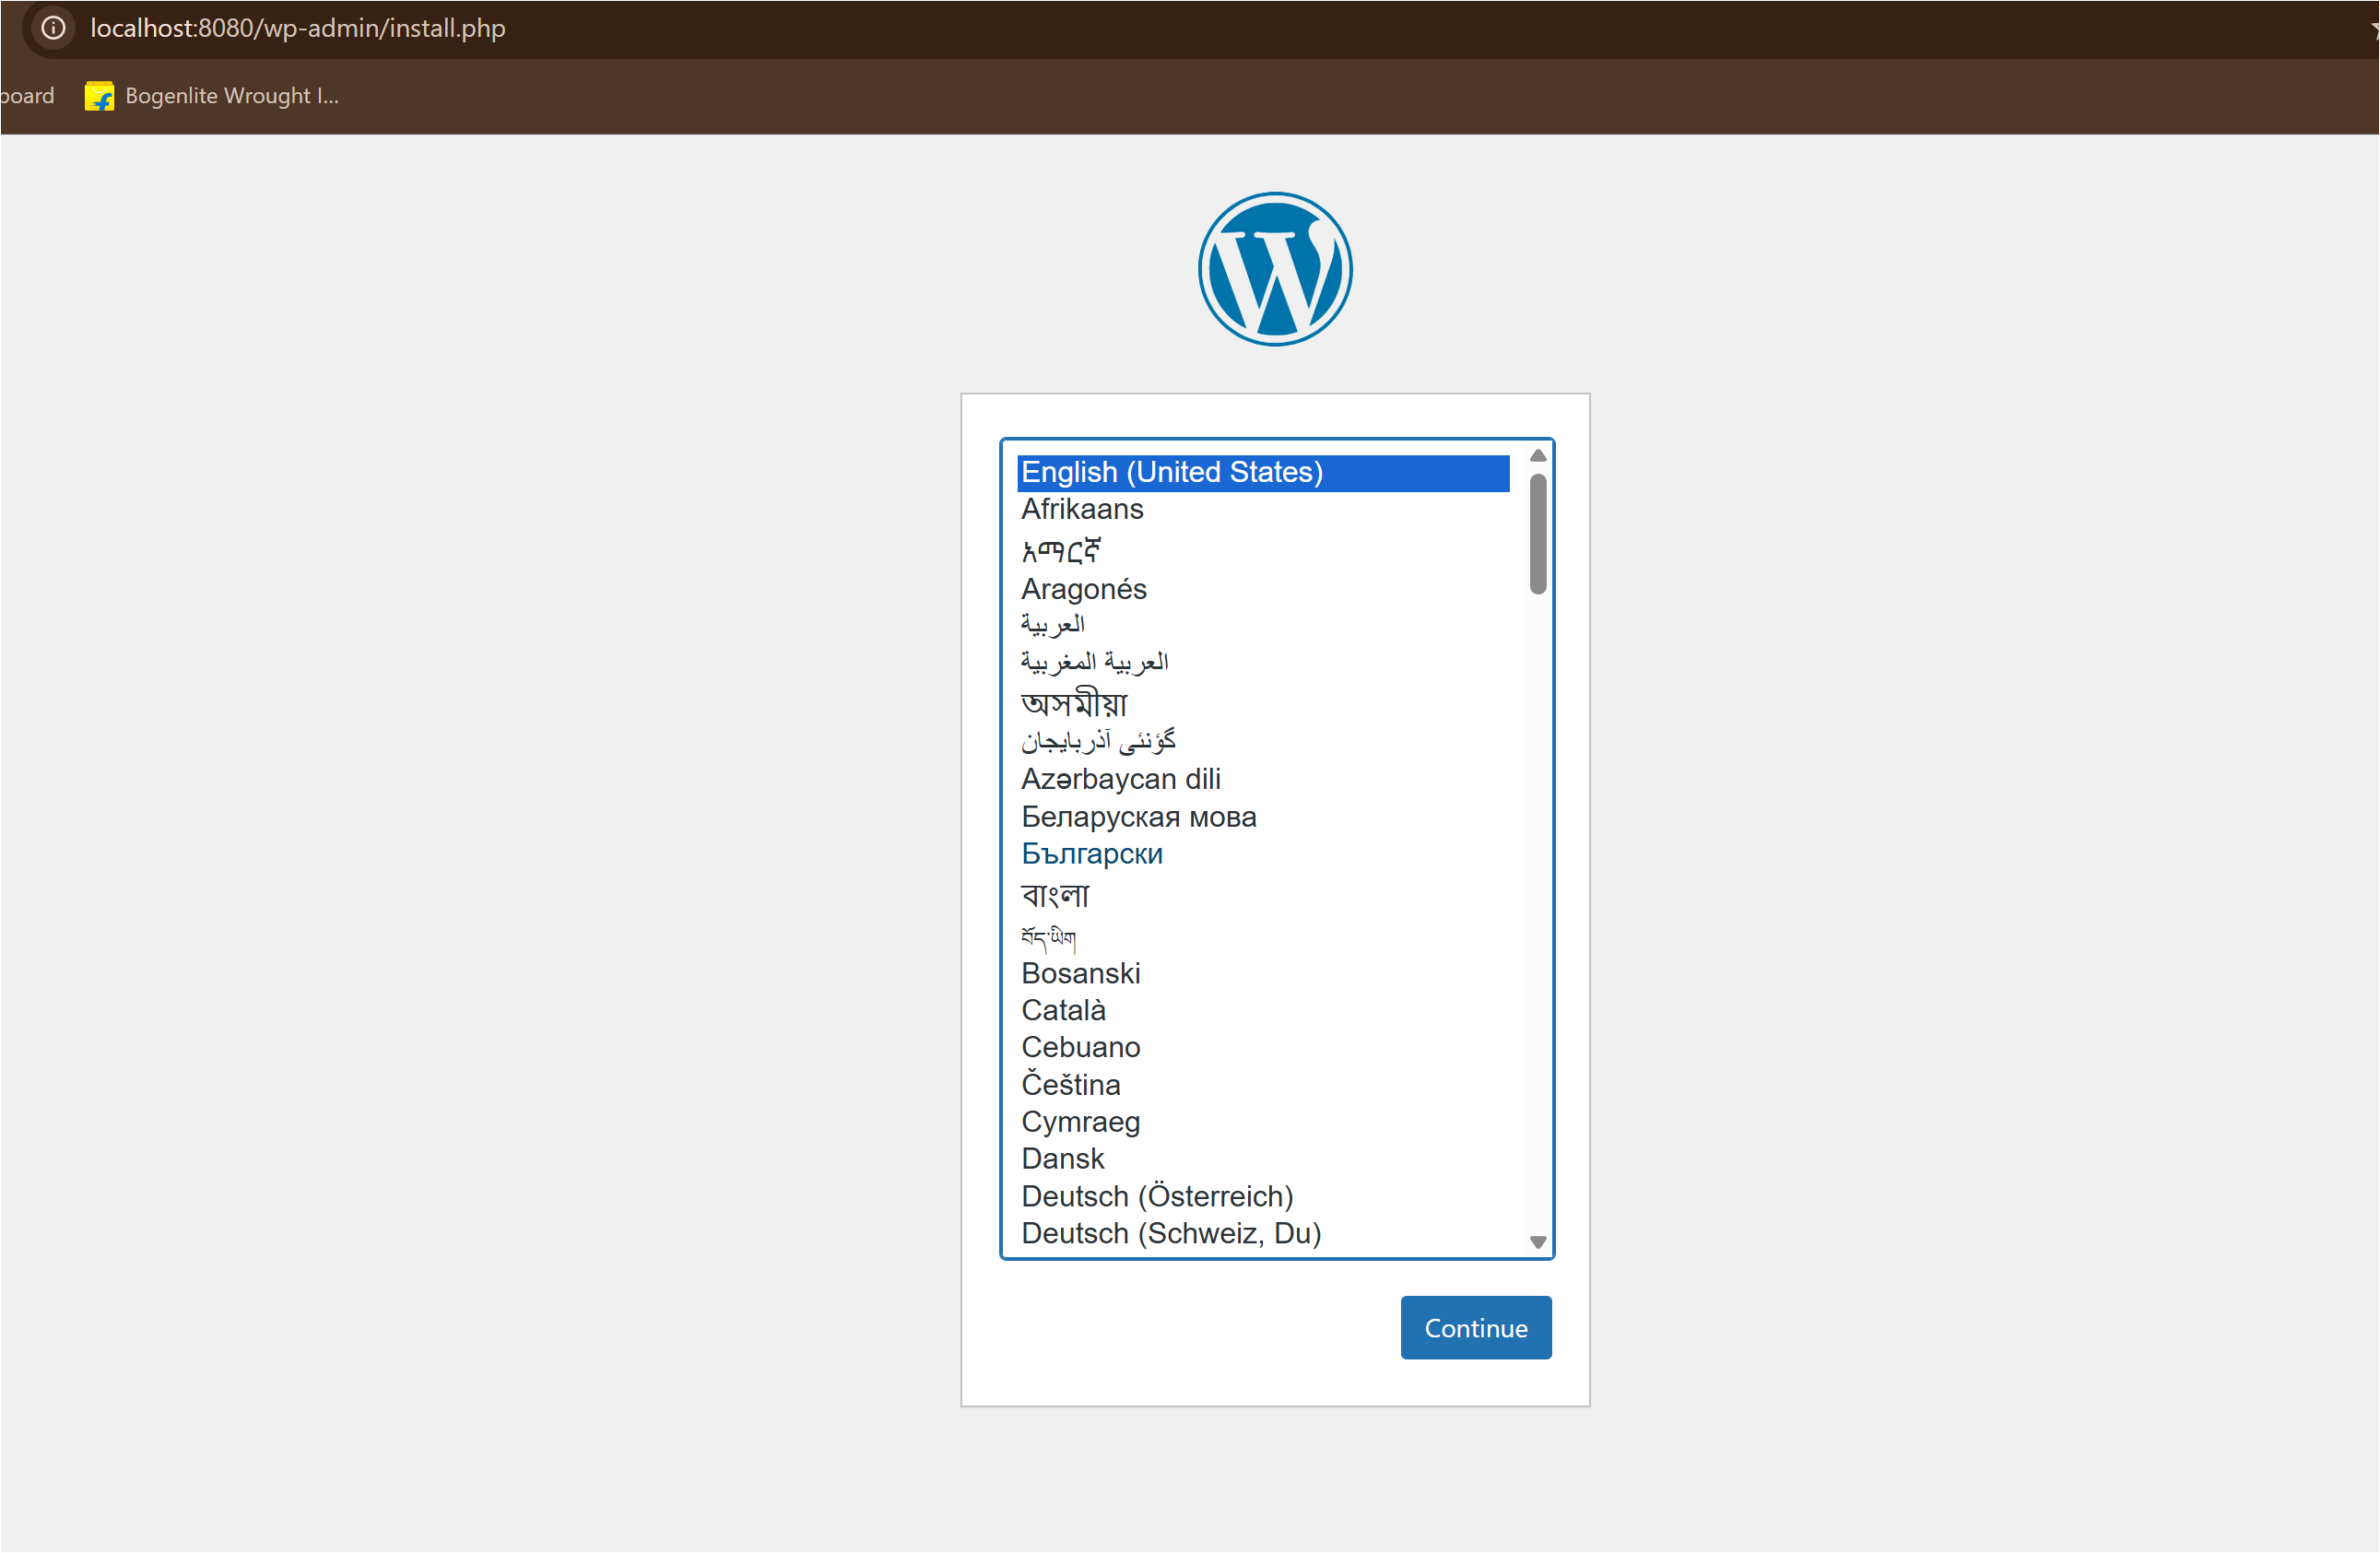 localhost:8080/wp-admin/install.php
board
Bogenlite Wrought I...
English (United States)
Afrikaans
አማርኛ
Aragonés
العربية
العربية المغربية
অসমীয়া
گؤنئی آذربایجان
Azərbaycan dili
Беларуская мова
Български
বাংলা
བོད་ཡིག
Bosanski
Català
Cebuano
Čeština
Cymraeg
Dansk
Deutsch (Österreich)
Deutsch (Schweiz, Du)
Continue